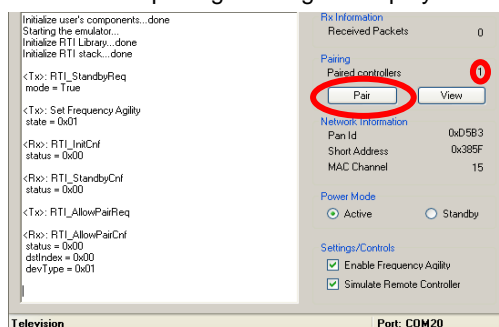 Initialize user's components...done
Starting the emulator...
Initialize RTI Library...done
Initialize RTI stack...done
<Tx>: RTI_StandbyReq
mode = True
<Tx>: Set Frequency Agility
state = 0x01
<Rx>: RTI_InitCnf
status = 0x00
<Rx>: RTI_StandbyCnf
status = 0x00
<Tx>: RTI_AllowPairReq
<Rx>: RTI_AllowPairCnf
status = 0x00
dstIndex = 0x00
devType = 0x01
Rx Information
Received Packets 0
Pairing
Paired controllers 1
Pair View
Network Information
Pan Id 0xD5B3
Short Address 0x385F
MAC Channel 15
Power Mode
Active Standby
Settings/Controls
Enable Frequency Agility
Simulate Remote Controller
Television Port: COM20